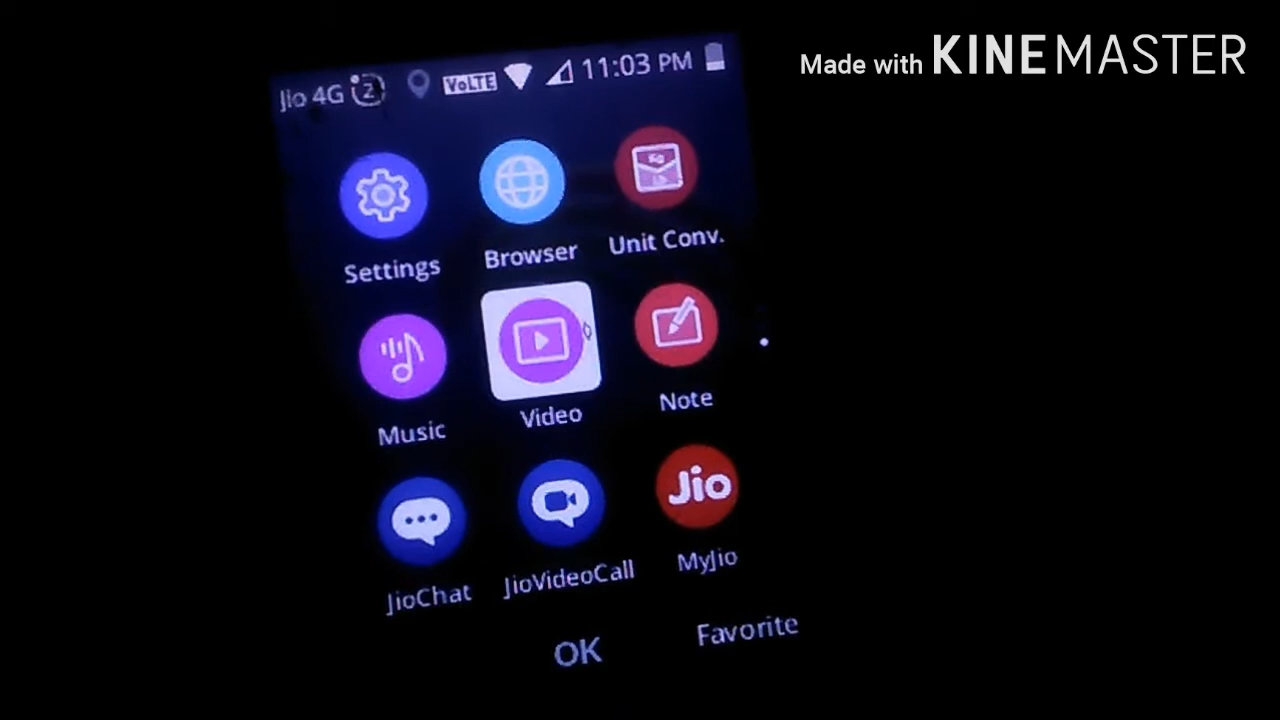 Made with KINEMASTER
Jio 4G 2 VoLTE 11:03 PM
Settings Browser Unit Conv.
Music Video Note
Jio
JioChat JioVideoCall MyJio
OK Favorite